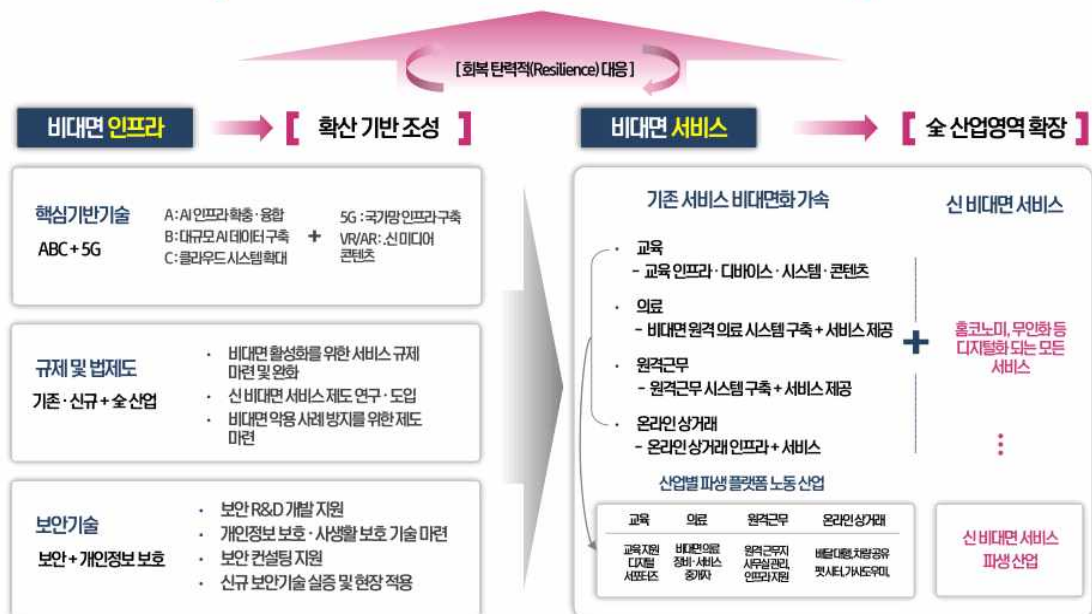 [ 회복 탄력적(Resilience) 대응 ]
비대면 인프라
[ 확산 기반 조성 ]
비대면 서비스
[ 全 산업영역 확장 ]
핵심기반기술
ABC + 5G
A : AI 인프라 확충 · 융합
B : 대규모 AI 데이터 구축
C : 클라우드 시스템 확대
+
5G : 국가망 인프라 구축
VR/AR: .신 미디어
콘텐츠
규제 및 법제도
기존 · 신규 + 全 산업
· 비대면 활성화를 위한 서비스 규제
마련 및 완화
· 신 비대면 서비스 제도 연구 · 도입
· 비대면 악용 사례 방지를 위한 제도
마련
보안기술
보안 + 개인정보 보호
· 보안 R&D 개발 지원
· 개인정보 보호 · 사생활 보호 기술 마련
· 보안 컨설팅 지원
· 신규 보안기술 실증 및 현장 적용
기존 서비스 비대면화 가속
· 교육
- 교육 인프라 · 디바이스 · 시스템 · 콘텐츠
· 의료
- 비대면 원격 의료 시스템 구축 + 서비스 제공
· 원격근무
- 원격근무 시스템 구축 + 서비스 제공
· 온라인 상거래
- 온라인 상거래 인프라 + 서비스
+
신 비대면 서비스
홈코노미, 무인화 등
디지털화 되는 모든
서비스
⋮
산업별 파생 플랫폼 노동 산업
교육 의료 원격근무 온라인 상거래
교육 지원
디지털
서포터즈
비대면 의료
장비 · 서비스
중개자
원격 근무지
사무실 관리,
인프라 지원
배달 대행, 차량 공유
펫 시터, 가사도우미,
신 비대면 서비스
파생 산업